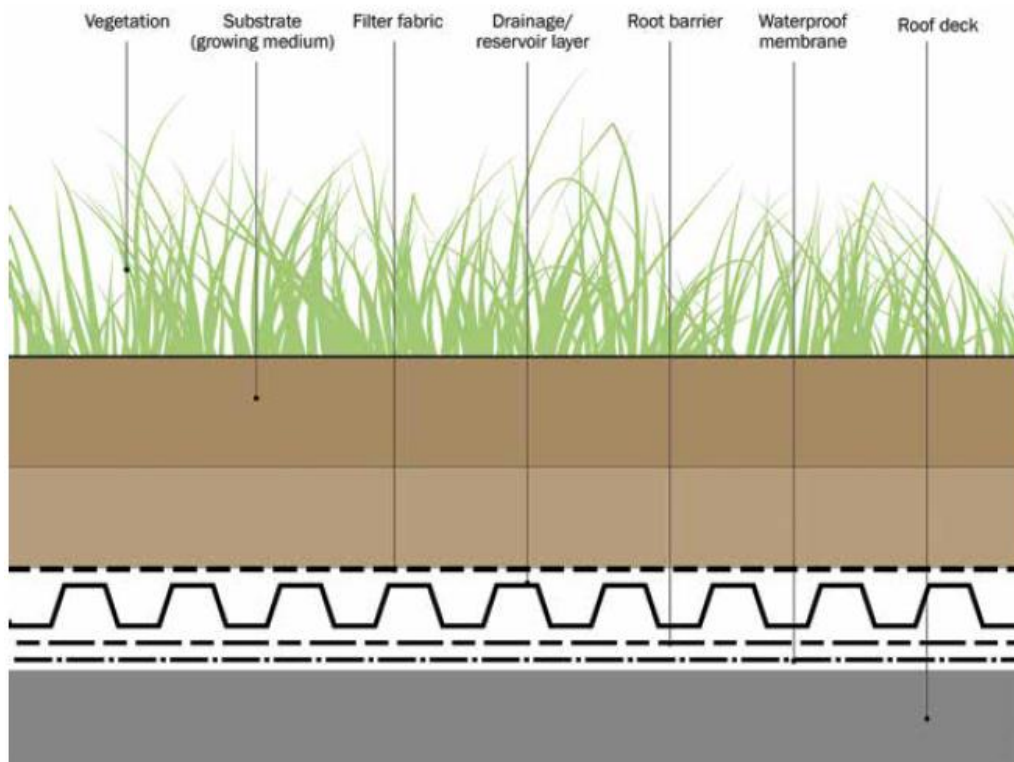 Vegetation
Substrate
(growing medium)
Filter fabric
Drainage/
reservoir layer
Root barrier
Waterproof
membrane
Roof deck